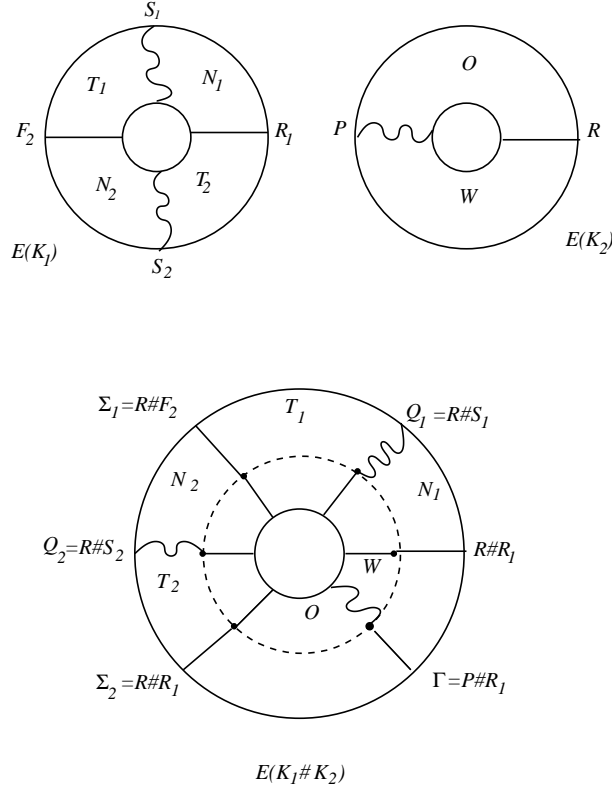 S₁
T₁ N₁ O
F₂ R₁ P R
N₂ T₂ W
E(K₁) S₂ E(K₂)
Σ₁=R#F₂ T₁ Q₁=R#S₁
N₂ N₁
Q₂=R#S₂ W R#R₁
T₂ O
Σ₂=R#R₁ Γ=P#R₁
E(K₁#K₂)